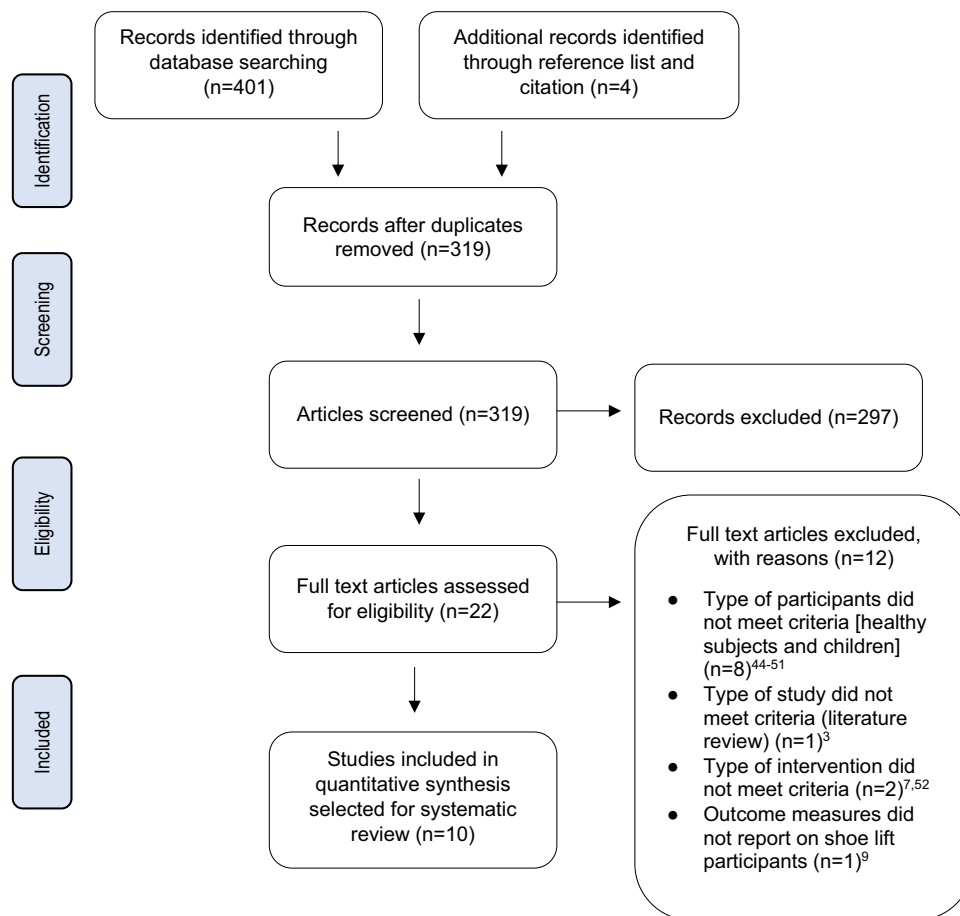 Records identified through
database searching
(n=401)
Additional records identified
through reference list and
citation (n=4)
Identification
Records after duplicates
removed (n=319)
Screening
Articles screened (n=319)
Records excluded (n=297)
Eligibility
Full text articles assessed
for eligibility (n=22)
Full text articles excluded,
with reasons (n=12)
● Type of participants did
not meet criteria [healthy
subjects and children]
(n=8)44-51
● Type of study did not
meet criteria (literature
review) (n=1)3
● Type of intervention did
not meet criteria (n=2)7,52
● Outcome measures did
not report on shoe lift
participants (n=1)9
Included
Studies included in
quantitative synthesis
selected for systematic
review (n=10)